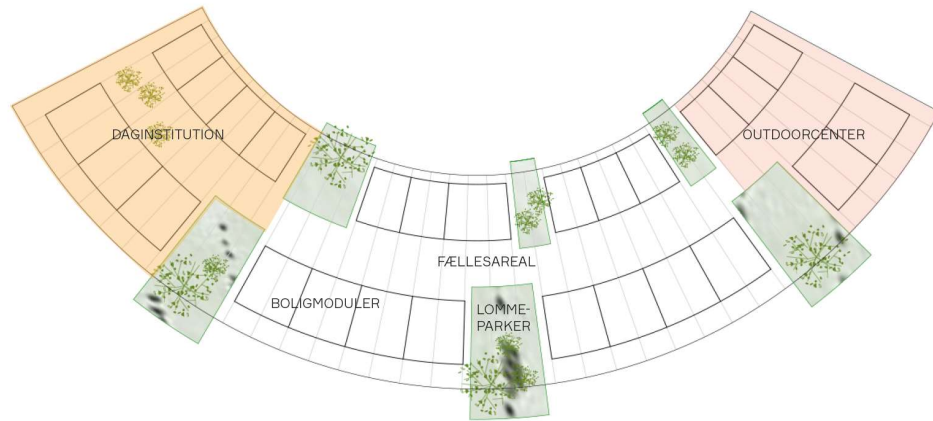 DAGINSTITUTION
OUTDOORCENTER
FÆLLESAREAL
BOLIGMODULER
LOMME-
PARKER